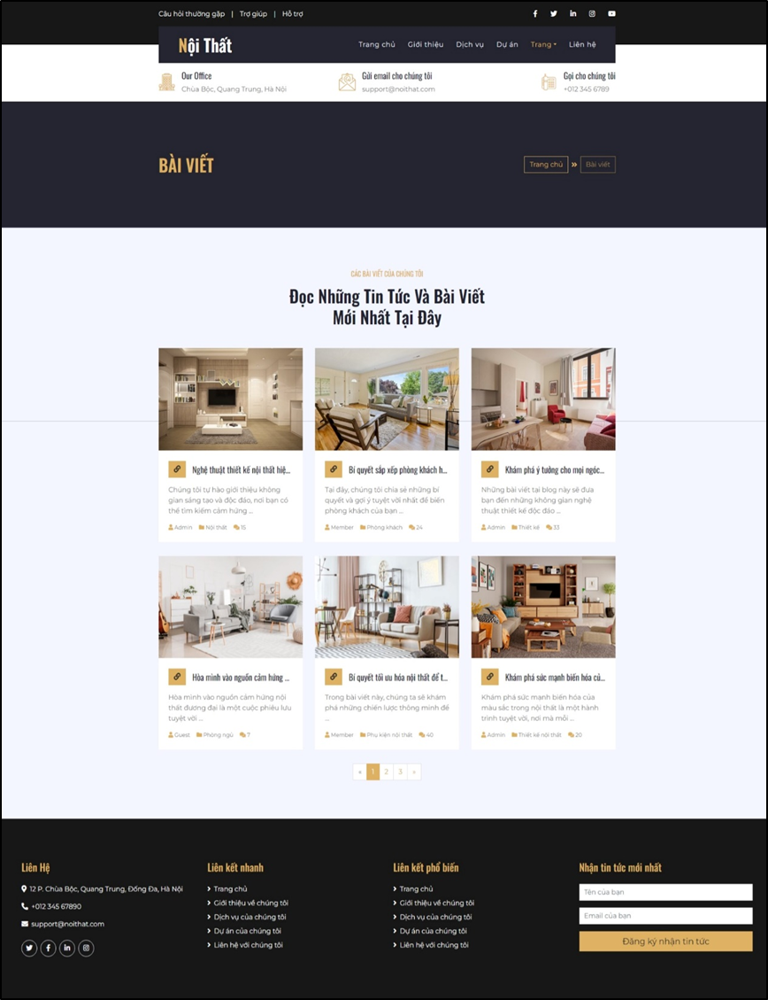 Câu hỏi thường gặp | Trợ giúp | Hỗ trợ
Nội Thất
Trang chủ Giới thiệu Dịch vụ Dự án Trang Liên hệ
Our Office
Chùa Bộc, Quang Trung, Hà Nội
Gửi email cho chúng tôi
support@noithat.com
Gọi cho chúng tôi
+012 345 6789
BÀI VIẾT
Trang chủ » Bài viết
CÁC BÀI VIẾT CỦA CHÚNG TÔI
Đọc Những Tin Tức Và Bài Viết
Mới Nhất Tại Đây
Nghệ thuật thiết kế nội thất hiệ...
Chúng tôi tự hào giới thiệu không
gian sáng tạo và độc đáo, nơi bạn có
thể tìm kiếm cảm hứng ...
Admin Nội thất 15
Bí quyết sắp xếp phòng khách h...
Tại đây, chúng tôi chia sẻ những bí
quyết và gợi ý tuyệt vời nhất để biến
phòng khách của bạn ...
Member Phòng khách 24
Khám phá ý tưởng cho mọi ngóc...
Những bài viết tại blog này sẽ đưa
bạn đến những không gian nghệ
thuật thiết kế độc đáo ...
Admin Thiết kế 33
Hòa mình vào nguồn cảm hứng ...
Hòa mình vào nguồn cảm hứng nội
thất đương đại là một cuộc phiêu lưu
tuyệt vời ...
Guest Phòng ngủ 7
Bí quyết tối ưu hóa nội thất để t...
Trong bài viết này, chúng ta sẽ khám
phá những chiến lược thông minh để
...
Member Phụ kiện nội thất 40
Khám phá sức mạnh biến hóa củ...
Khám phá sức mạnh biến hóa của
màu sắc trong nội thất là một hành
trình tuyệt vời, nơi mà mỗi ...
Admin Thiết kế nội thất 20
« 1 2 3 »
Liên Hệ
12 P. Chùa Bộc, Quang Trung, Đống Đa, Hà Nội
+012 345 67890
support@noithat.com
Liên kết nhanh
Trang chủ
Giới thiệu về chúng tôi
Dịch vụ của chúng tôi
Dự án của chúng tôi
Liên hệ với chúng tôi
Liên kết phổ biến
Trang chủ
Giới thiệu về chúng tôi
Dịch vụ của chúng tôi
Dự án của chúng tôi
Liên hệ với chúng tôi
Nhận tin tức mới nhất
Tên của bạn
Email của bạn
Đăng ký nhận tin tức